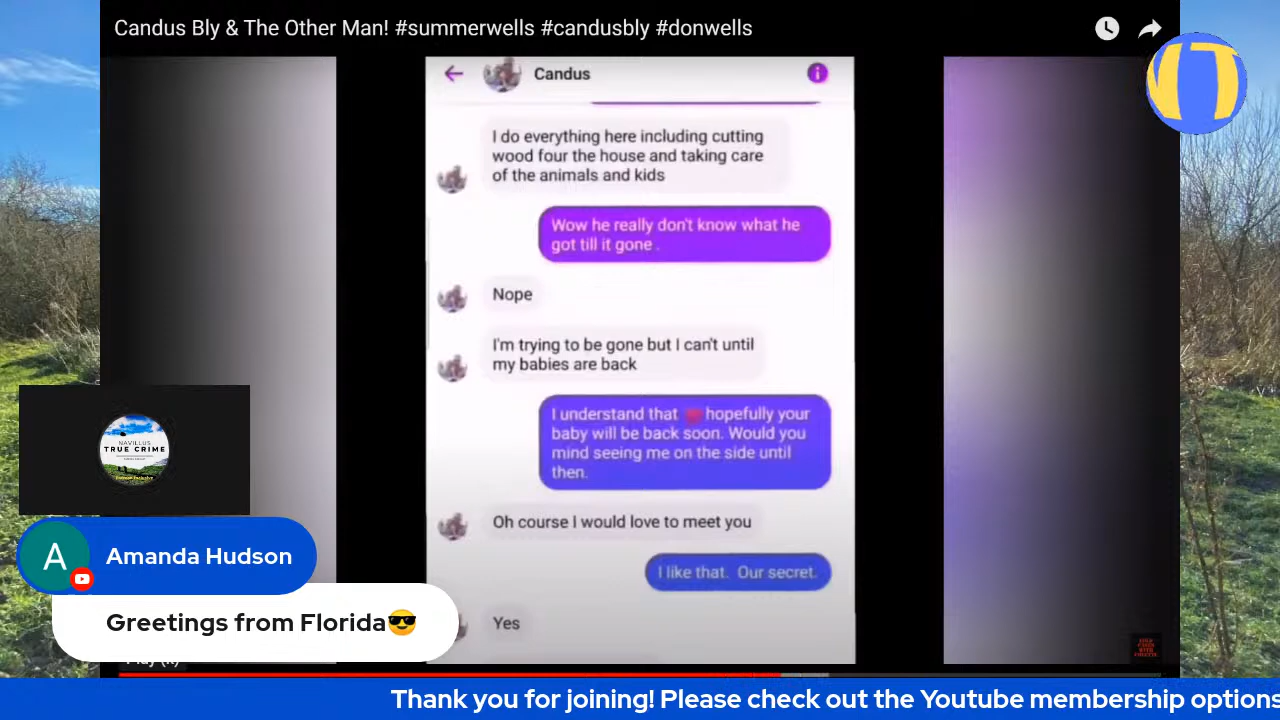 Candus Bly & The Other Man! #summerwells #candusbly #donwells
Candus
I do everything here including cutting
wood four the house and taking care
of the animals and kids
Wow he really don't know what he
got till it gone .
Nope
I'm trying to be gone but I can't until
my babies are back
I understand that hopefully your
baby will be back soon. Would you
mind seeing me on the side until
then.
Oh course I would love to meet you
I like that. Our secret.
Yes
NAVILLUS
TRUE CRIME
A
Amanda Hudson
Greetings from Florida😎
Thank you for joining! Please check out the Youtube membership options